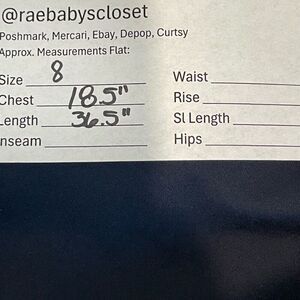 @raebabyscloset
Poshmark, Mercari, Ebay, Depop, Curtsy
Approx. Measurements Flat:
Size 8 Waist
Chest 18.5" Rise
Length 36.5" Sl Length
Inseam Hips